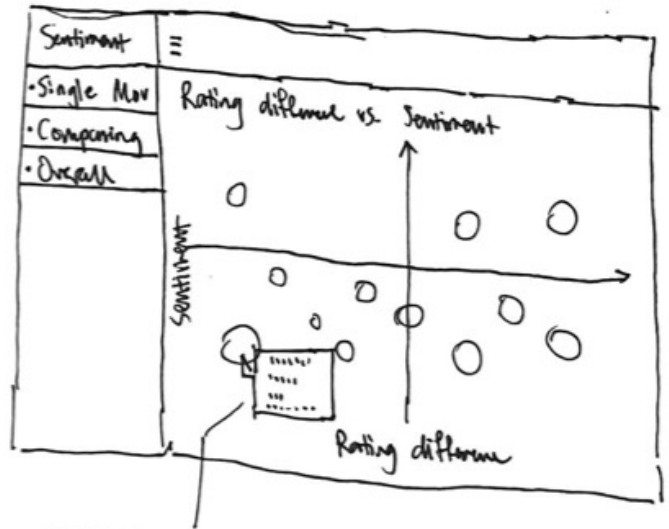 Sentiment
• Single Mov
• Comparing
• Overall
Rating difference vs. Sentiment
Sentiment
Rating difference